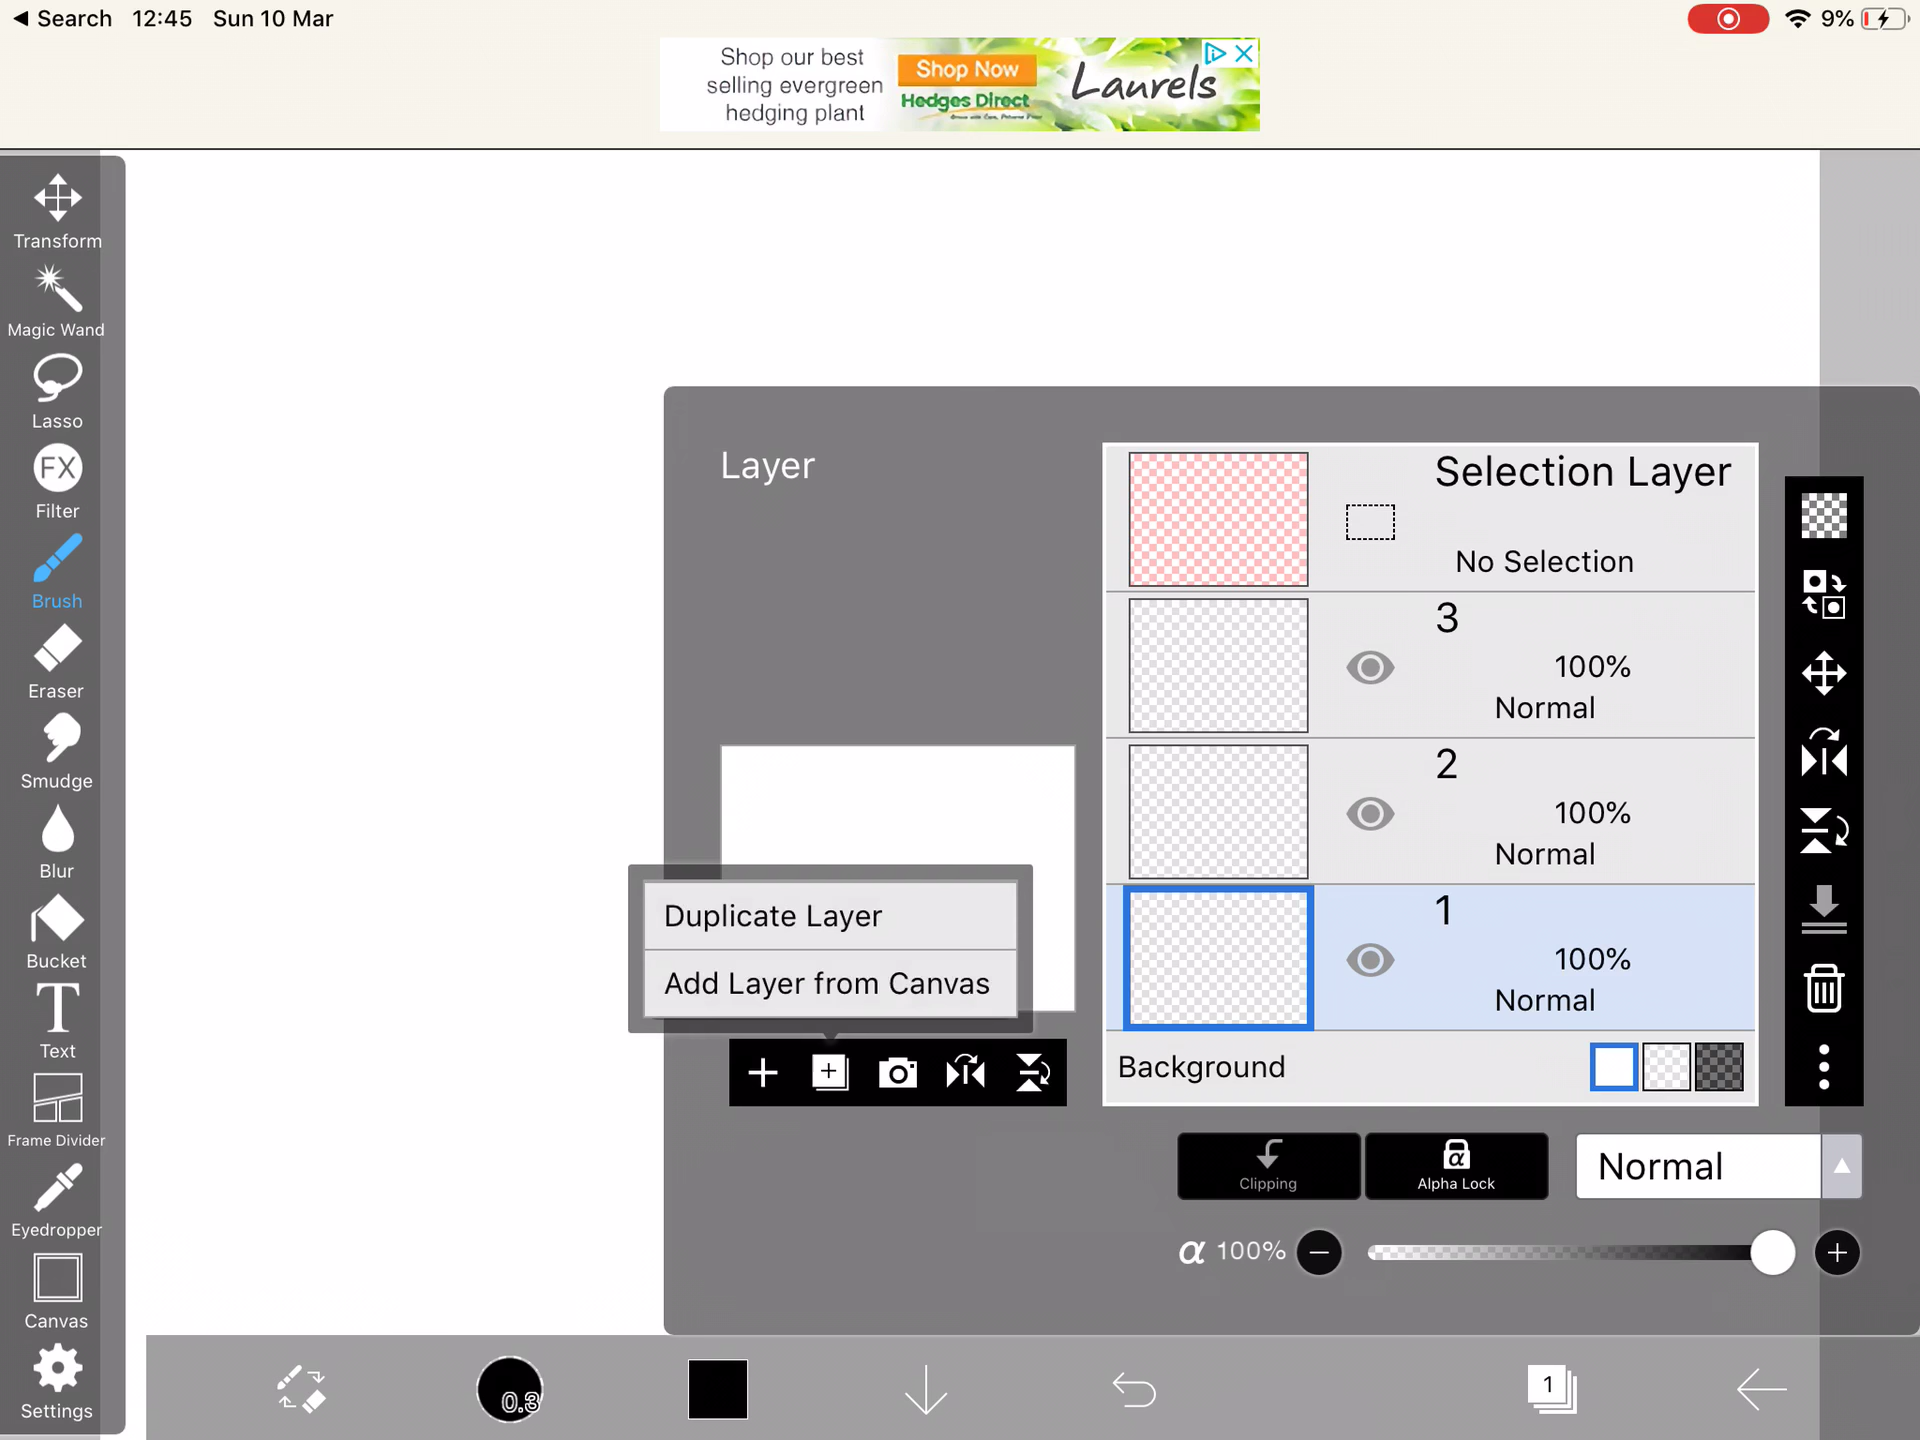 Search 12:45 Sun 10 Mar
9%
Shop our best
selling evergreen
hedging plant
Shop Now
Hedges Direct
Laurels
Transform
Magic Wand
Lasso
FX
Filter
Brush
Eraser
Smudge
Blur
Bucket
T
Text
Frame Divider
Eyedropper
Canvas
Settings
Layer
Selection Layer
No Selection
3
100%
Normal
2
100%
Normal
1
100%
Normal
Background
Duplicate Layer
Add Layer from Canvas
Clipping
α
Alpha Lock
Normal
α 100%
0.3
1